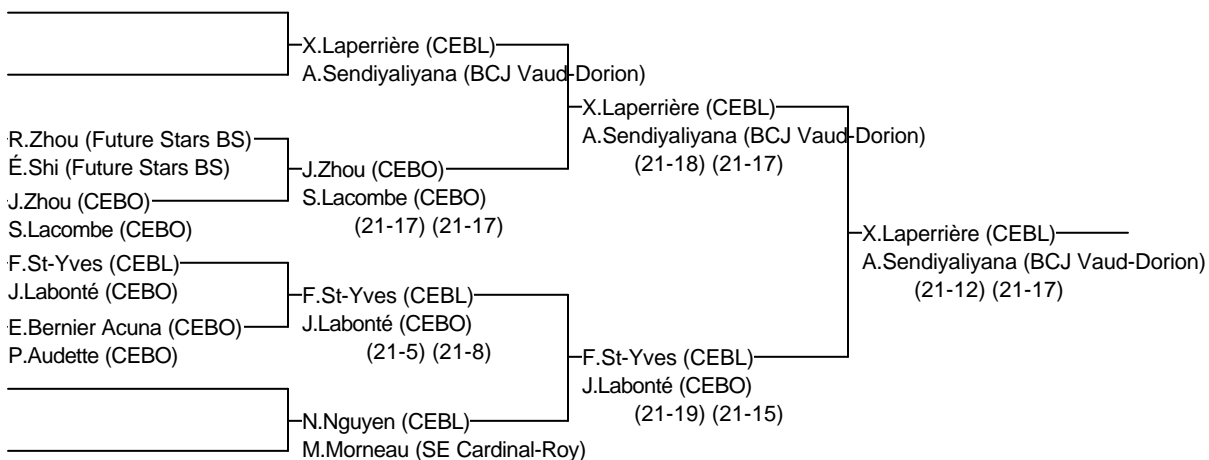 X.Laperrière (CEBL)
A.Sendiyaliyana (BCJ Vaud-Dorion)
R.Zhou (Future Stars BS)
É.Shi (Future Stars BS)
J.Zhou (CEBO)
S.Lacombe (CEBO)
J.Zhou (CEBO)
S.Lacombe (CEBO)
(21-17) (21-17)
X.Laperrière (CEBL)
A.Sendiyaliyana (BCJ Vaud-Dorion)
(21-18) (21-17)
F.St-Yves (CEBL)
J.Labonté (CEBO)
E.Bernier Acuna (CEBO)
P.Audette (CEBO)
F.St-Yves (CEBL)
J.Labonté (CEBO)
(21-5) (21-8)
N.Nguyen (CEBL)
M.Morneau (SE Cardinal-Roy)
F.St-Yves (CEBL)
J.Labonté (CEBO)
(21-19) (21-15)
X.Laperrière (CEBL)
A.Sendiyaliyana (BCJ Vaud-Dorion)
(21-12) (21-17)